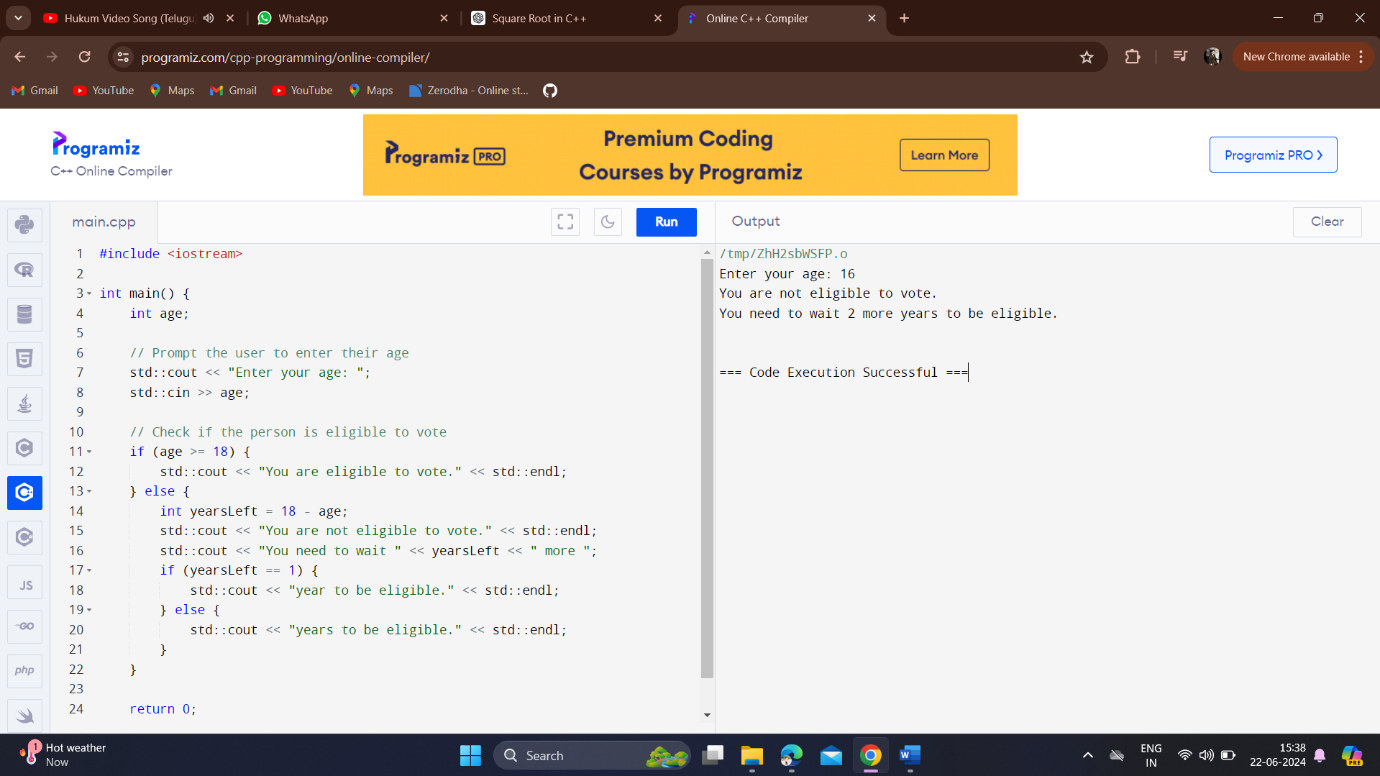 Hukum Video Song (Telugu
WhatsApp
Square Root in C++
Online C++ Compiler
programiz.com/cpp-programming/online-compiler/
New Chrome available
Gmail
YouTube
Maps
Gmail
YouTube
Maps
Zerodha - Online st...
Programiz
C++ Online Compiler
Programiz PRO
Premium Coding
Courses by Programiz
Learn More
Programiz PRO
main.cpp
Run
Output
Clear
1 #include <iostream>
2
3 int main() {
4 int age;
5
6 // Prompt the user to enter their age
7 std::cout << "Enter your age: ";
8 std::cin >> age;
9
10 // Check if the person is eligible to vote
11 if (age >= 18) {
12 std::cout << "You are eligible to vote." << std::endl;
13 } else {
14 int yearsLeft = 18 - age;
15 std::cout << "You are not eligible to vote." << std::endl;
16 std::cout << "You need to wait " << yearsLeft << " more ";
17 if (yearsLeft == 1) {
18 std::cout << "year to be eligible." << std::endl;
19 } else {
20 std::cout << "years to be eligible." << std::endl;
21 }
22 }
23
24 return 0;
/tmp/ZhH2sbWSFP.o
Enter your age: 16
You are not eligible to vote.
You need to wait 2 more years to be eligible.
=== Code Execution Successful ===
JS
GO
php
1
Hot weather
Now
Search
W
ENG
IN
15:38
22-06-2024
PRE